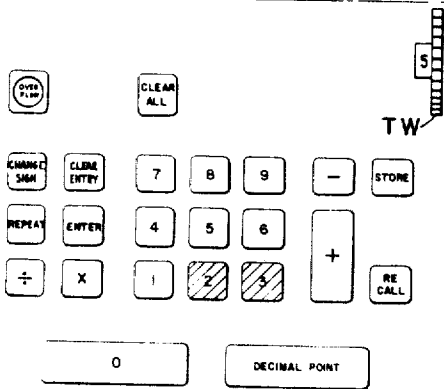 5
OVER FLOW
CLEAR ALL
TW
CHANGE SIGN
CLEAR ENTRY
7
8
9
−
STORE
REPEAT
ENTER
4
5
6
+
÷
X
1
2
3
RE CALL
0
DECIMAL POINT